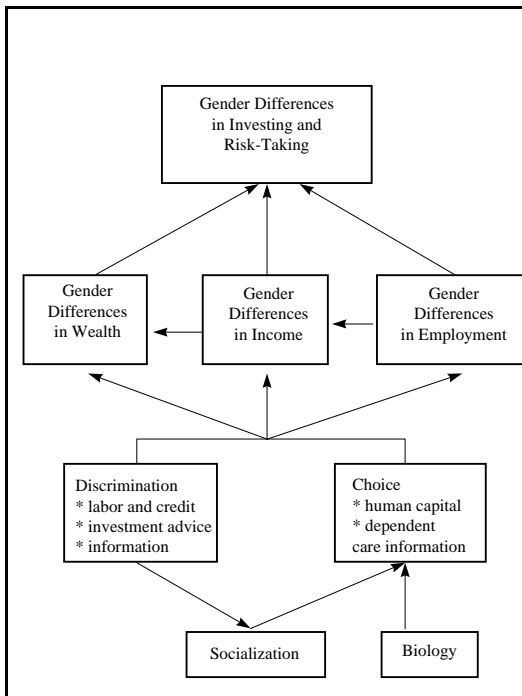 Gender Differences
in Investing and
Risk-Taking
Gender
Differences
in Wealth
Gender
Differences
in Income
Gender
Differences
in Employment
Discrimination
* labor and credit
* investment advice
* information
Choice
* human capital
* dependent
care information
Socialization
Biology